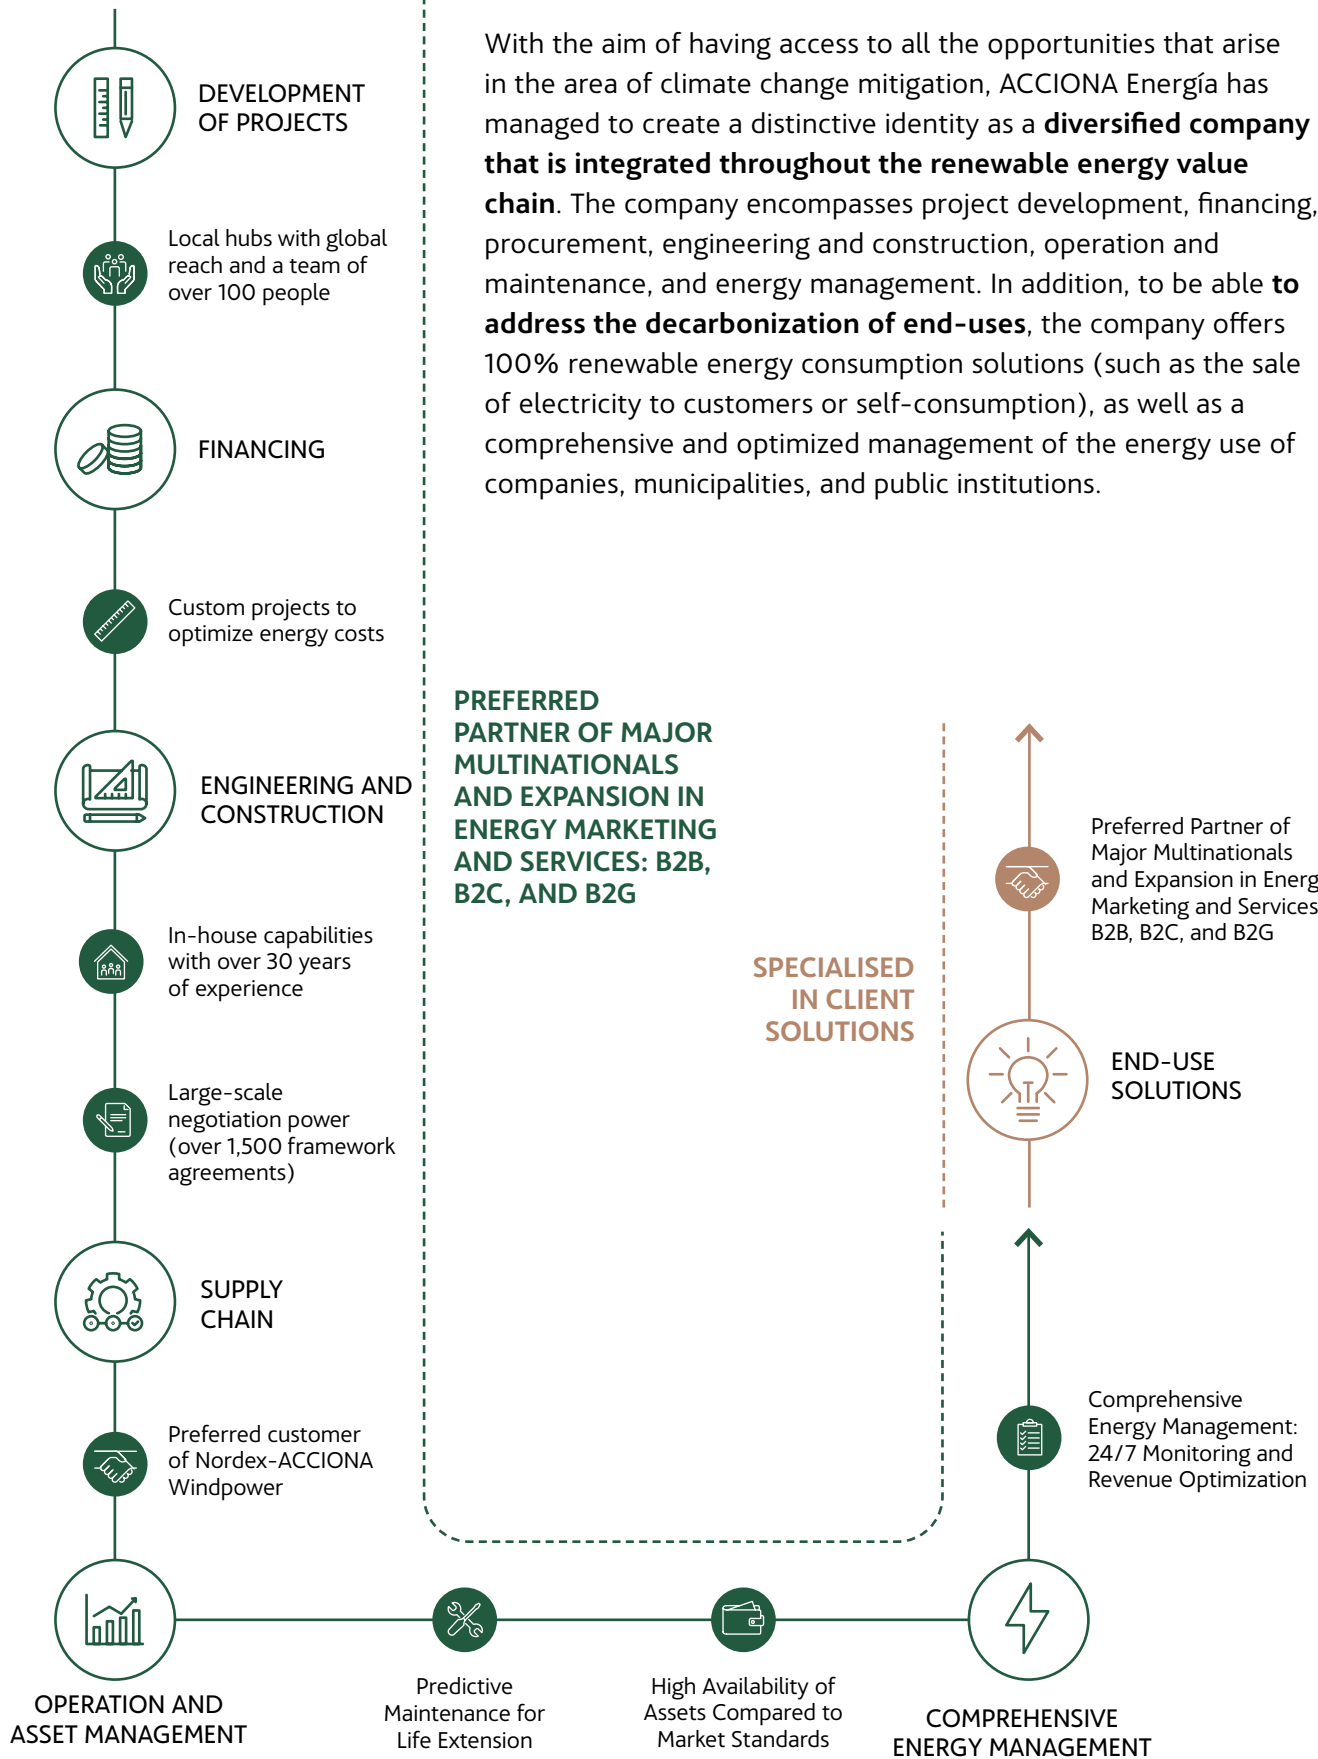 DEVELOPMENT
OF PROJECTS
Local hubs with global
reach and a team of
over 100 people
FINANCING
Custom projects to
optimize energy costs
ENGINEERING AND
CONSTRUCTION
In-house capabilities
with over 30 years
of experience
Large-scale
negotiation power
(over 1,500 framework
agreements)
SUPPLY
CHAIN
Preferred customer
of Nordex-ACCIONA
Windpower
OPERATION AND
ASSET MANAGEMENT
Predictive
Maintenance for
Life Extension
High Availability of
Assets Compared to
Market Standards
COMPREHENSIVE
ENERGY MANAGEMENT
Comprehensive
Energy Management:
24/7 Monitoring and
Revenue Optimization
END-USE
SOLUTIONS
Preferred Partner of
Major Multinationals
and Expansion in Energ
Marketing and Services
B2B, B2C, and B2G
With the aim of having access to all the opportunities that arise
in the area of climate change mitigation, ACCIONA Energía has
managed to create a distinctive identity as a diversified company
that is integrated throughout the renewable energy value
chain. The company encompasses project development, financing,
procurement, engineering and construction, operation and
maintenance, and energy management. In addition, to be able to
address the decarbonization of end-uses, the company offers
100% renewable energy consumption solutions (such as the sale
of electricity to customers or self-consumption), as well as a
comprehensive and optimized management of the energy use of
companies, municipalities, and public institutions.
PREFERRED
PARTNER OF MAJOR
MULTINATIONALS
AND EXPANSION IN
ENERGY MARKETING
AND SERVICES: B2B,
B2C, AND B2G
SPECIALISED
IN CLIENT
SOLUTIONS